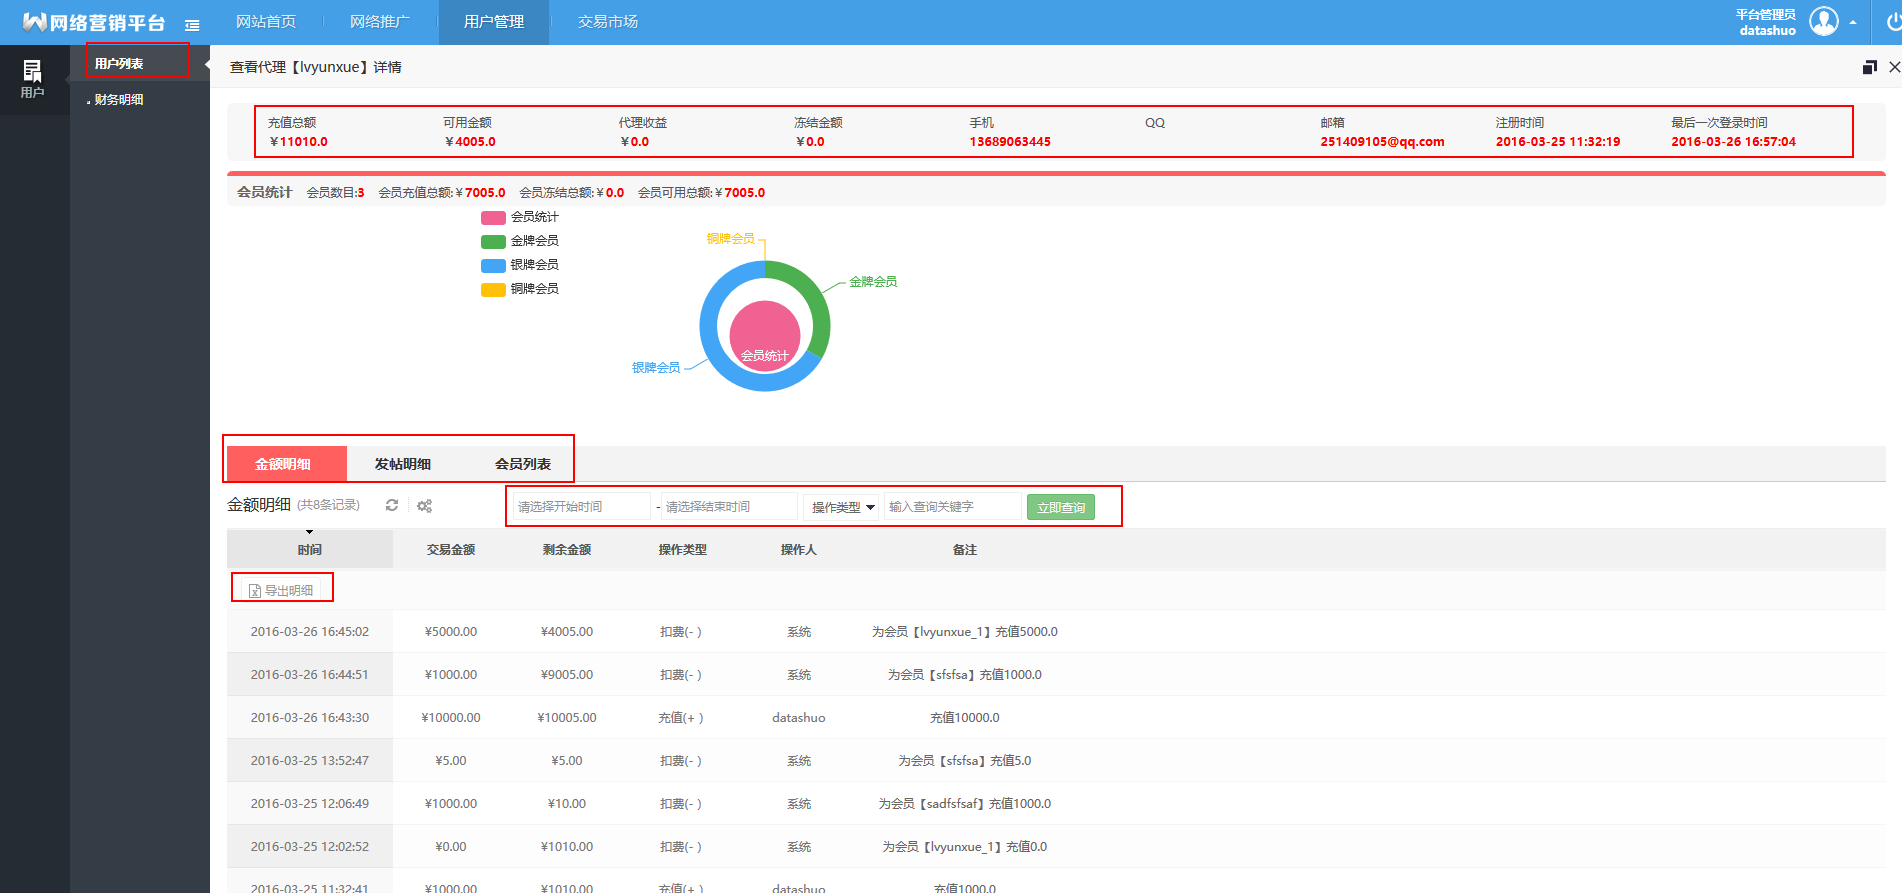 网络营销平台
网站首页 网络推广 用户管理 交易市场
平台管理员
datashuo
用户
用户列表
财务明细
查看代理【lvyunxue】详情
充值总额 可用金额 代理收益 冻结金额 手机 QQ 邮箱 注册时间 最后一次登录时间
￥11010.0 ￥4005.0 ￥0.0 ￥0.0 13689063445 251409105@qq.com 2016-03-25 11:32:19 2016-03-26 16:57:04
会员统计 会员数目:3 会员充值总额:￥7005.0 会员冻结总额:￥0.0 会员可用总额:￥7005.0
会员统计
金牌会员
银牌会员
铜牌会员
铜牌会员
金牌会员
会员统计
银牌会员
金额明细 发帖明细 会员列表
金额明细 (共8条记录) 请选择开始时间 - 请选择结束时间 操作类型 输入查询关键字 立即查询
时间 交易金额 剩余金额 操作类型 操作人 备注
导出明细
2016-03-26 16:45:02 ¥5000.00 ¥4005.00 扣费(- ) 系统 为会员【lvyunxue_1】充值5000.0
2016-03-26 16:44:51 ¥1000.00 ¥9005.00 扣费(- ) 系统 为会员【sfsfsa】充值1000.0
2016-03-26 16:43:30 ¥10000.00 ¥10005.00 充值(+ ) datashuo 充值10000.0
2016-03-25 13:52:47 ¥5.00 ¥5.00 扣费(- ) 系统 为会员【sfsfsa】充值5.0
2016-03-25 12:06:49 ¥1000.00 ¥10.00 扣费(- ) 系统 为会员【sadfsfsaf】充值1000.0
2016-03-25 12:02:52 ¥0.00 ¥1010.00 扣费(- ) 系统 为会员【lvyunxue_1】充值0.0
2016-03-25 11:32:41 ¥1000.00 ¥1010.00 充值(+ ) datashuo 充值1000.0